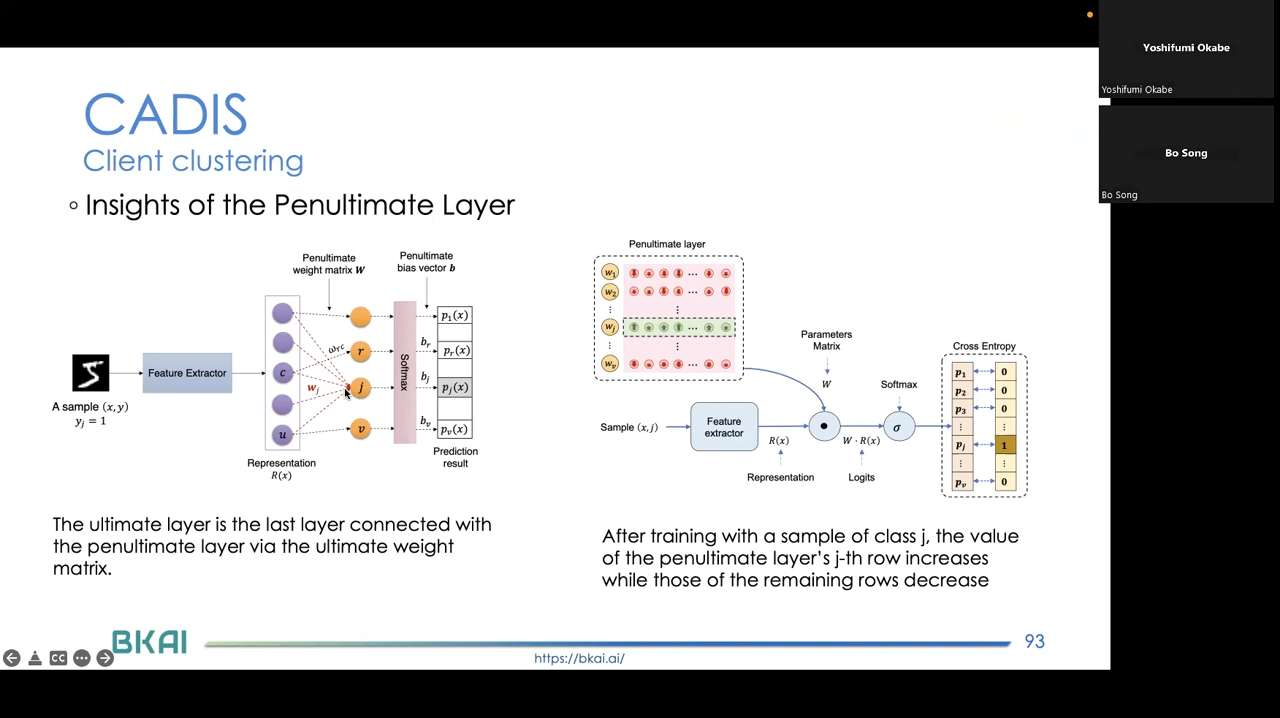 CADIS
Client clustering
Insights of the Penultimate Layer
Penultimate
weight matrix W
Penultimate
bias vector b
p₁(x)
r
b_r
p_r(x)
ω_rc
c
w_j
j
b_j
p_j(x)
u
v
b_v
p_v(x)
Softmax
Feature Extractor
A sample (x, y)
y_j = 1
Representation
R(x)
Prediction
result
The ultimate layer is the last layer connected with
the penultimate layer via the ultimate weight
matrix.
Penultimate layer
w₁
...
w₂
...
⋮
⋮
w_j
...
⋮
⋮
w_v
...
Parameters
Matrix
W
Softmax
Sample (x, j)
Feature
extractor
R(x)
W · R(x)
σ
Representation
Logits
Cross Entropy
p₁ 0
p₂ 0
p₃ 0
⋮ ⋮
p_j 1
⋮ ⋮
p_v 0
After training with a sample of class j, the value
of the penultimate layer's j-th row increases
while those of the remaining rows decrease
BKAI
93
https://bkai.ai/
CC
Yoshifumi Okabe
Yoshifumi Okabe
Bo Song
Bo Song